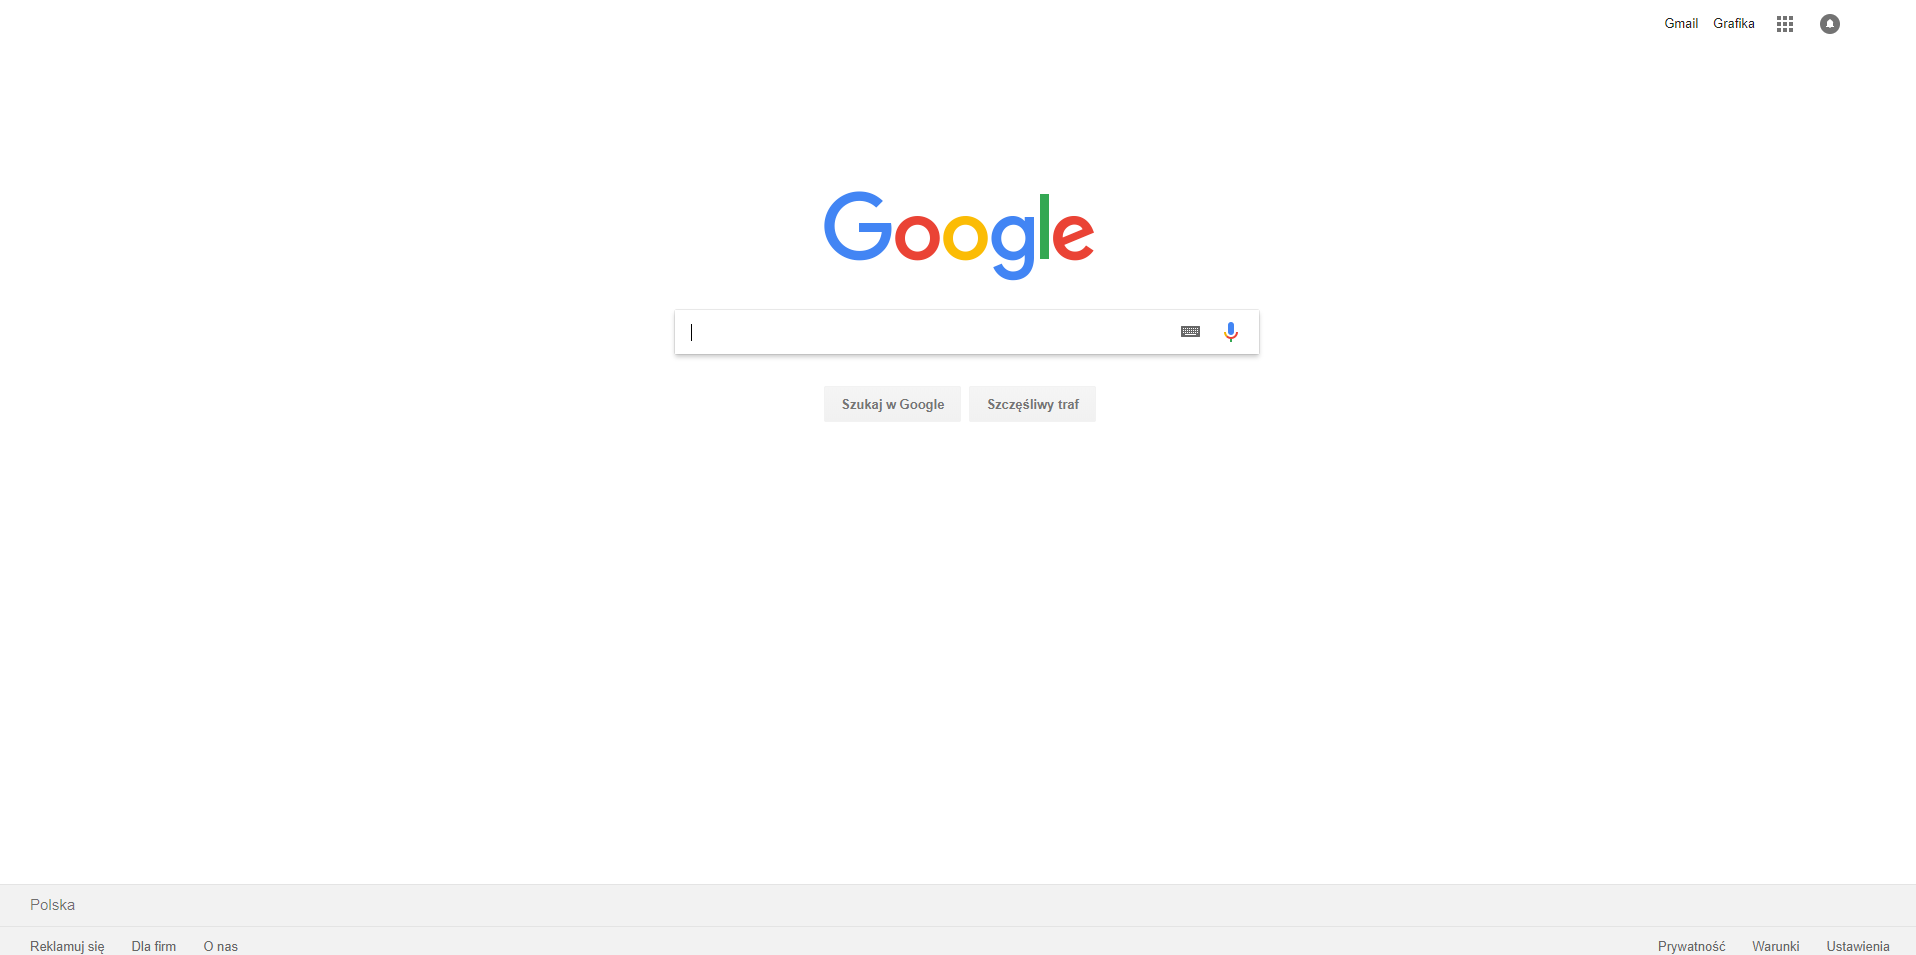 Gmail Grafika
Google
Szukaj w Google Szczęśliwy traf
Polska
Reklamuj się Dla firm O nas Prywatność Warunki Ustawienia